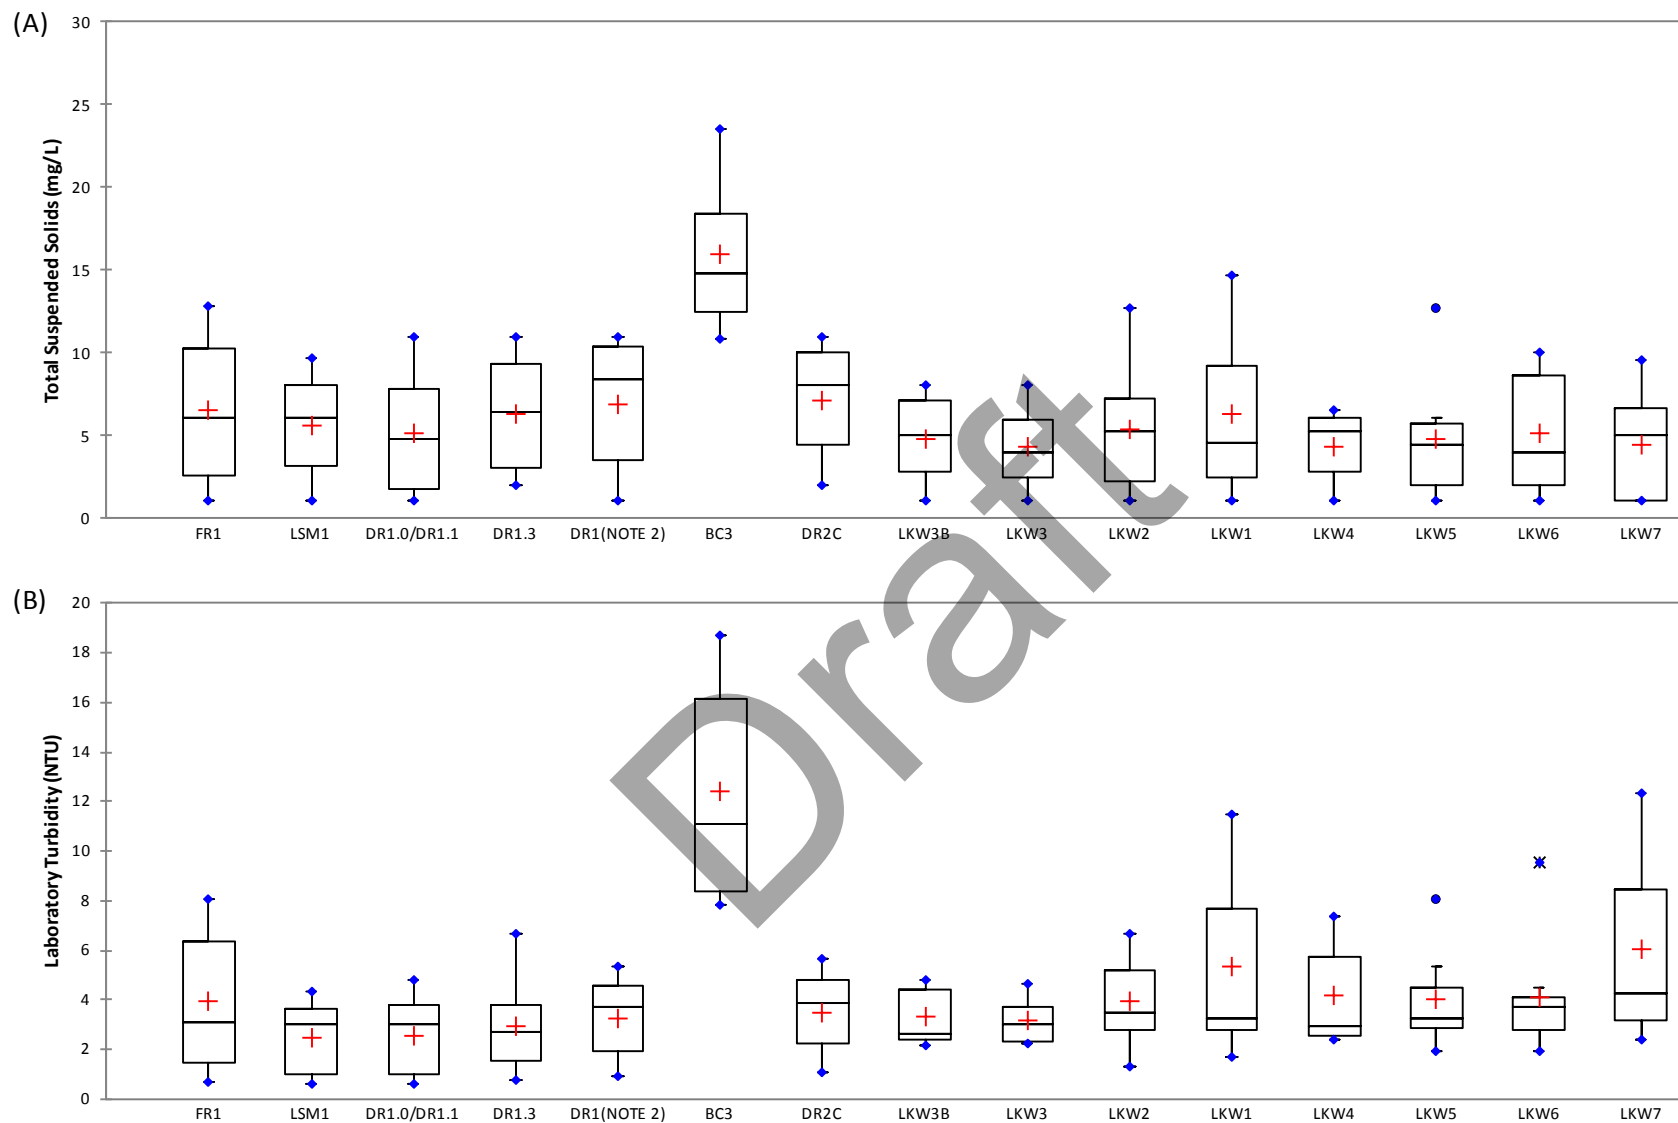 (A)
Total Suspended Solids (mg/L)
30
25
20
15
10
5
0
FR1 LSM1 DR1.0/DR1.1 DR1.3 DR1(NOTE 2) BC3 DR2C LKW3B LKW3 LKW2 LKW1 LKW4 LKW5 LKW6 LKW7
Draft
(B)
Laboratory Turbidity (NTU)
20
18
16
14
12
10
8
6
4
2
0
FR1 LSM1 DR1.0/DR1.1 DR1.3 DR1(NOTE 2) BC3 DR2C LKW3B LKW3 LKW2 LKW1 LKW4 LKW5 LKW6 LKW7